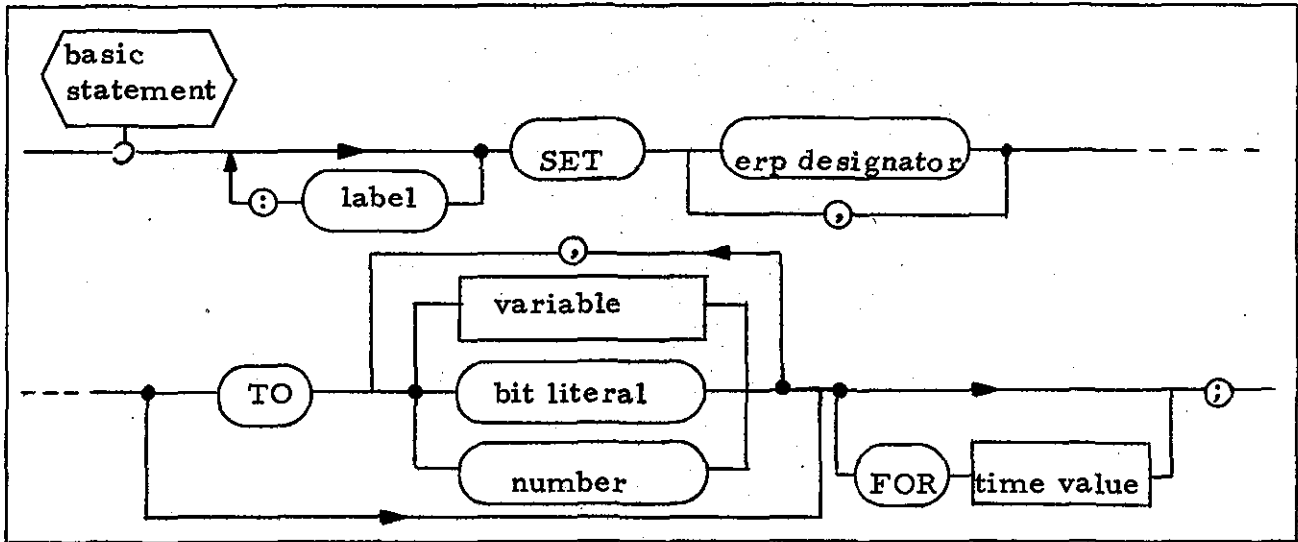 basic
statement
SET
erp designator
: label
,
,
variable
TO
bit literal
;
number
FOR
time value